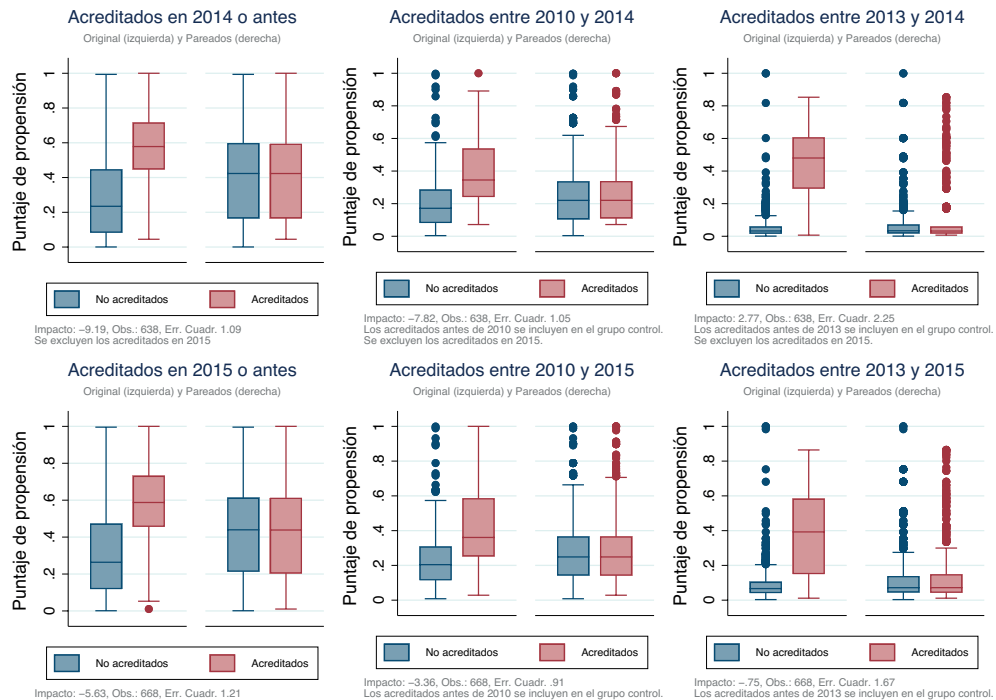 Acreditados en 2014 o antes
Original (izquierda) y Pareados (derecha)
Puntaje de propensión
1
.8
.6
.4
.2
0
No acreditados
Acreditados
Impacto: −9.19, Obs.: 638, Err. Cuadr. 1.09
Se excluyen los acreditados en 2015
Acreditados entre 2010 y 2014
Original (izquierda) y Pareados (derecha)
Puntaje de propensión
1
.8
.6
.4
.2
0
No acreditados
Acreditados
Impacto: −7.82, Obs.: 638, Err. Cuadr. 1.05
Los acreditados antes de 2010 se incluyen en el grupo control.
Se excluyen los acreditados en 2015.
Acreditados entre 2013 y 2014
Original (izquierda) y Pareados (derecha)
Puntaje de propensión
1
.8
.6
.4
.2
0
No acreditados
Acreditados
Impacto: 2.77, Obs.: 638, Err. Cuadr. 2.25
Los acreditados antes de 2013 se incluyen en el grupo control.
Se excluyen los acreditados en 2015.
Acreditados en 2015 o antes
Original (izquierda) y Pareados (derecha)
Puntaje de propensión
1
.8
.6
.4
.2
0
No acreditados
Acreditados
Impacto: −5.63, Obs.: 668, Err. Cuadr. 1.21
Acreditados entre 2010 y 2015
Original (izquierda) y Pareados (derecha)
Puntaje de propensión
1
.8
.6
.4
.2
0
No acreditados
Acreditados
Impacto: −3.36, Obs.: 668, Err. Cuadr. .91
Los acreditados antes de 2010 se incluyen en el grupo control.
Acreditados entre 2013 y 2015
Original (izquierda) y Pareados (derecha)
Puntaje de propensión
1
.8
.6
.4
.2
0
No acreditados
Acreditados
Impacto: −.75, Obs.: 668, Err. Cuadr. 1.67
Los acreditados antes de 2013 se incluyen en el grupo control.